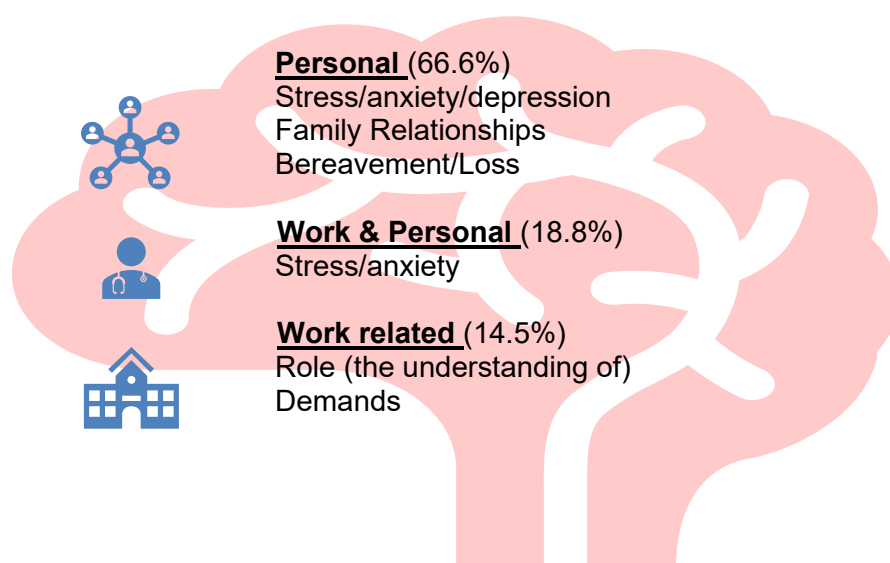 Personal (66.6%)
Stress/anxiety/depression
Family Relationships
Bereavement/Loss
Work & Personal (18.8%)
Stress/anxiety
Work related (14.5%)
Role (the understanding of)
Demands